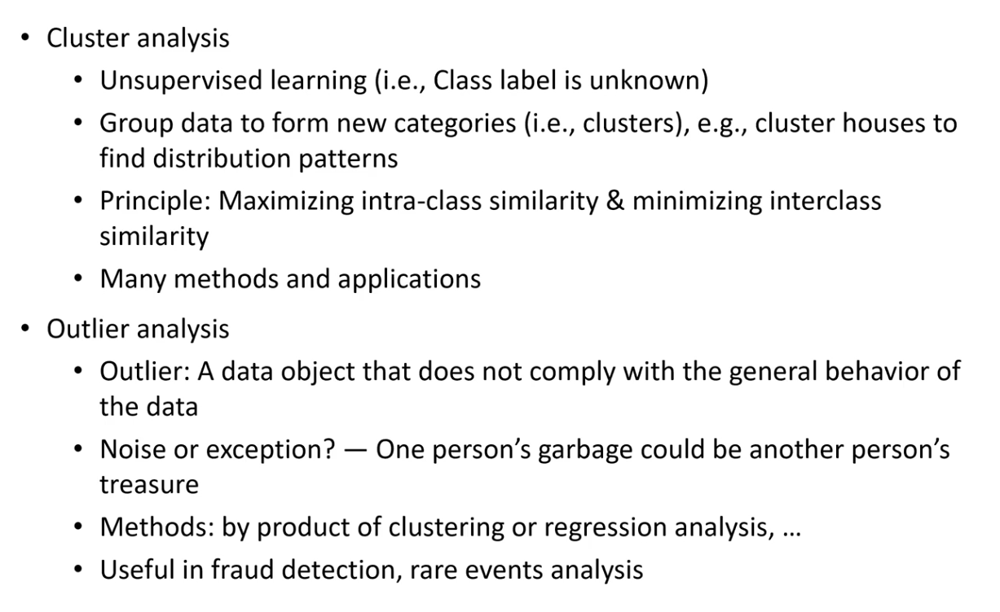 • Cluster analysis
• Unsupervised learning (i.e., Class label is unknown)
• Group data to form new categories (i.e., clusters), e.g., cluster houses to
find distribution patterns
• Principle: Maximizing intra-class similarity & minimizing interclass
similarity
• Many methods and applications
• Outlier analysis
• Outlier: A data object that does not comply with the general behavior of
the data
• Noise or exception? — One person’s garbage could be another person’s
treasure
• Methods: by product of clustering or regression analysis, …
• Useful in fraud detection, rare events analysis